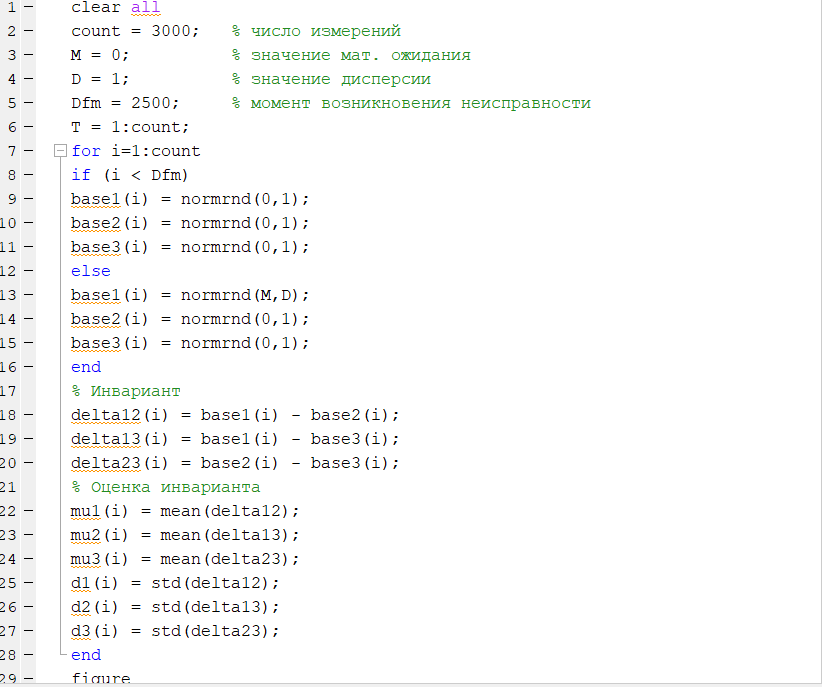 1 – clear all
2 – count = 3000;   % число измерений
3 – M = 0;          % значение мат. ожидания
4 – D = 1;          % значение дисперсии
5 – Dfm = 2500;     % момент возникновения неисправности
6 – T = 1:count;
7 – for i=1:count
8 – if (i < Dfm)
9 – base1(i) = normrnd(0,1);
10 – base2(i) = normrnd(0,1);
11 – base3(i) = normrnd(0,1);
12 – else
13 – base1(i) = normrnd(M,D);
14 – base2(i) = normrnd(0,1);
15 – base3(i) = normrnd(0,1);
16 – end
17 % Инвариант
18 – delta12(i) = base1(i) - base2(i);
19 – delta13(i) = base1(i) - base3(i);
20 – delta23(i) = base2(i) - base3(i);
21 % Оценка инварианта
22 – mu1(i) = mean(delta12);
23 – mu2(i) = mean(delta13);
24 – mu3(i) = mean(delta23);
25 – d1(i) = std(delta12);
26 – d2(i) = std(delta13);
27 – d3(i) = std(delta23);
28 – end
29 – figure